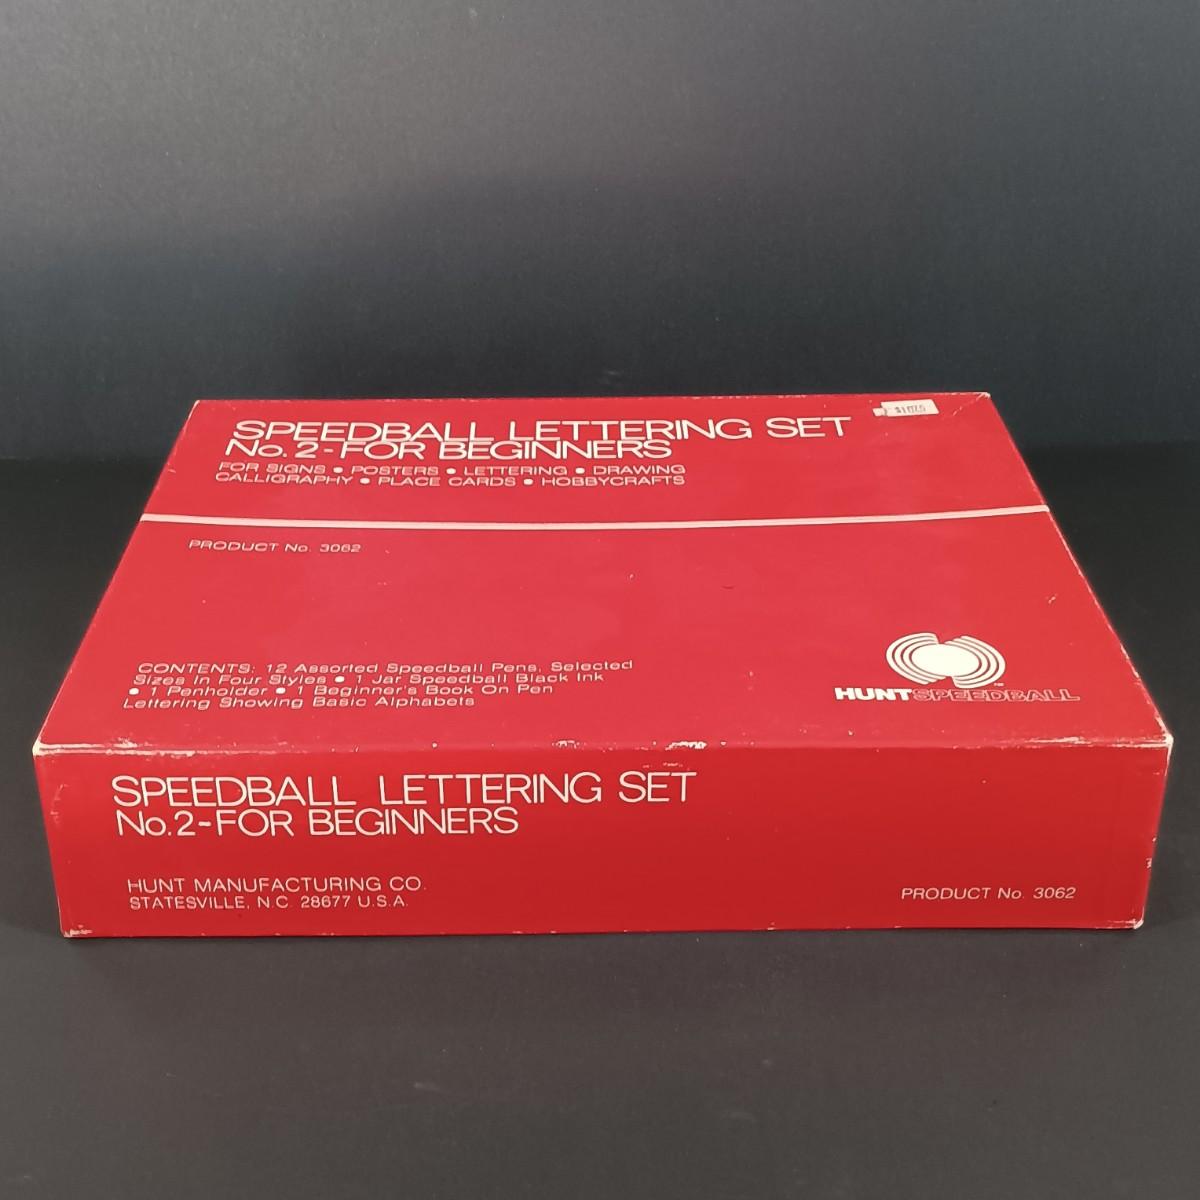 SPEEDBALL LETTERING SET
No. 2 - FOR BEGINNERS
FOR SIGNS • POSTERS • LETTERING • DRAWING
CALLIGRAPHY • PLACE CARDS • HOBBYCRAFTS
PRODUCT No. 3062
CONTENTS: 12 Assorted Speedball Pens, Selected
Sizes In Four Styles • 1 Jar Speedball Black Ink
• 1 Penholder • 1 Beginner's Book On Pen
Lettering Showing Basic Alphabets
HUNT SPEEDBALL
SPEEDBALL LETTERING SET
No. 2 - FOR BEGINNERS
HUNT MANUFACTURING CO.
STATESVILLE, N.C. 28677 U.S.A.
PRODUCT No. 3062